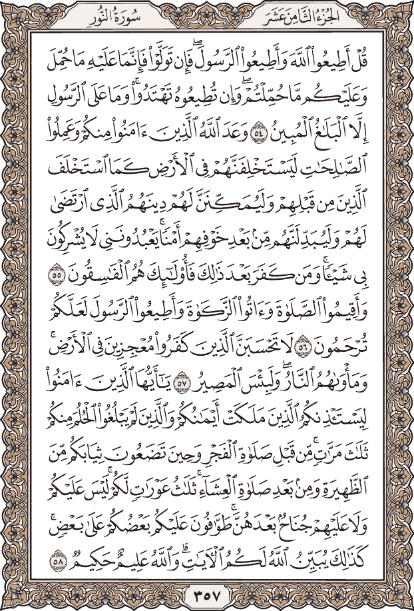 الجزء الثامن عشر
سورة النور
قُلْ أَطِيعُوا۟ ٱللَّهَ وَأَطِيعُوا۟ ٱلرَّسُولَ ۖ فَإِن تَوَلَّوْا۟ فَإِنَّمَا عَلَيْهِ مَا حُمِّلَ
وَعَلَيْكُم مَّا حُمِّلْتُمْ ۖ وَإِن تُطِيعُوهُ تَهْتَدُوا۟ ۚ وَمَا عَلَى ٱلرَّسُولِ
إِلَّا ٱلْبَلَـٰغُ ٱلْمُبِينُ ٥٤ وَعَدَ ٱللَّهُ ٱلَّذِينَ ءَامَنُوا۟ مِنكُمْ وَعَمِلُوا۟
ٱلصَّـٰلِحَـٰتِ لَيَسْتَخْلِفَنَّهُمْ فِى ٱلْأَرْضِ كَمَا ٱسْتَخْلَفَ
ٱلَّذِينَ مِن قَبْلِهِمْ وَلَيُمَكِّنَنَّ لَهُمْ دِينَهُمُ ٱلَّذِى ٱرْتَضَىٰ
لَهُمْ وَلَيُبَدِّلَنَّهُم مِّنۢ بَعْدِ خَوْفِهِمْ أَمْنًا ۚ يَعْبُدُونَنِى لَا يُشْرِكُونَ
بِى شَيْـًٔا ۚ وَمَن كَفَرَ بَعْدَ ذَٰلِكَ فَأُو۟لَـٰٓئِكَ هُمُ ٱلْفَـٰسِقُونَ ٥٥
وَأَقِيمُوا۟ ٱلصَّلَوٰةَ وَءَاتُوا۟ ٱلزَّكَوٰةَ وَأَطِيعُوا۟ ٱلرَّسُولَ لَعَلَّكُمْ
تُرْحَمُونَ ٥٦ لَا تَحْسَبَنَّ ٱلَّذِينَ كَفَرُوا۟ مُعْجِزِينَ فِى ٱلْأَرْضِ ۚ
وَمَأْوَىٰهُمُ ٱلنَّارُ ۖ وَلَبِئْسَ ٱلْمَصِيرُ ٥٧ يَـٰٓأَيُّهَا ٱلَّذِينَ ءَامَنُوا۟
لِيَسْتَـْٔذِنكُمُ ٱلَّذِينَ مَلَكَتْ أَيْمَـٰنُكُمْ وَٱلَّذِينَ لَمْ يَبْلُغُوا۟ ٱلْحُلُمَ مِنكُمْ
ثَلَـٰثَ مَرَّٰتٍ ۚ مِّن قَبْلِ صَلَوٰةِ ٱلْفَجْرِ وَحِينَ تَضَعُونَ ثِيَابَكُم مِّنَ
ٱلظَّهِيرَةِ وَمِنۢ بَعْدِ صَلَوٰةِ ٱلْعِشَآءِ ۚ ثَلَـٰثُ عَوْرَٰتٍ لَّكُمْ ۚ لَيْسَ عَلَيْكُمْ
وَلَا عَلَيْهِمْ جُنَاحٌۢ بَعْدَهُنَّ ۚ طَوَّٰفُونَ عَلَيْكُم بَعْضُكُمْ عَلَىٰ بَعْضٍ ۚ
كَذَٰلِكَ يُبَيِّنُ ٱللَّهُ لَكُمُ ٱلْـَٔايَـٰتِ ۗ وَٱللَّهُ عَلِيمٌ حَكِيمٌ ٥٨
٣٥٧